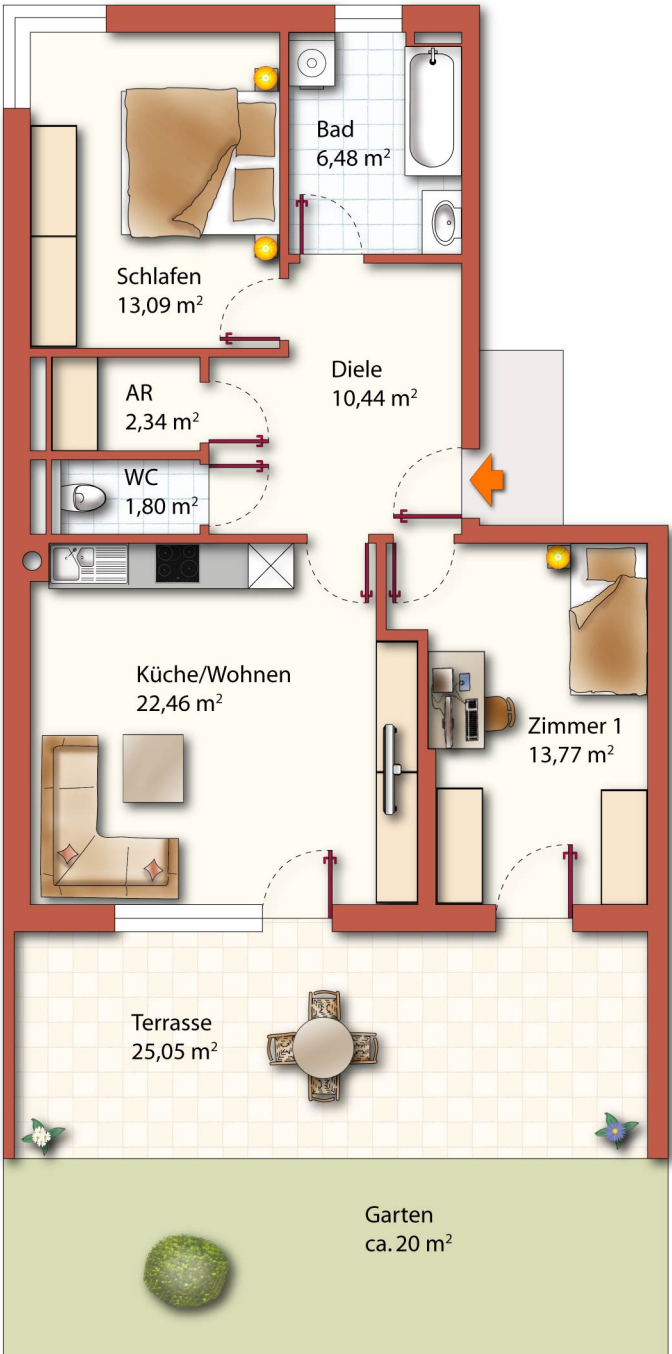 Bad
6,48 m²
Schlafen
13,09 m²
Diele
10,44 m²
AR
2,34 m²
WC
1,80 m²
Küche/Wohnen
22,46 m²
Zimmer 1
13,77 m²
Terrasse
25,05 m²
Garten
ca. 20 m²